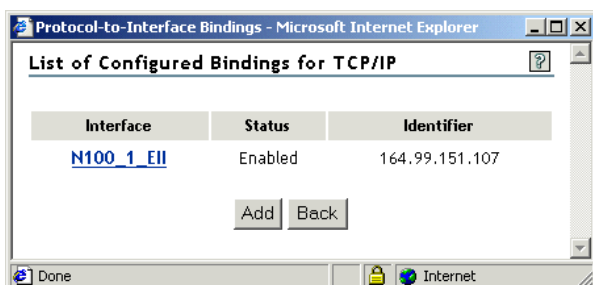 Protocol-to-Interface Bindings - Microsoft Internet Explorer
List of Configured Bindings for TCP/IP ?
Interface Status Identifier
N100_1_EII Enabled 164.99.151.107
Add Back
Done Internet